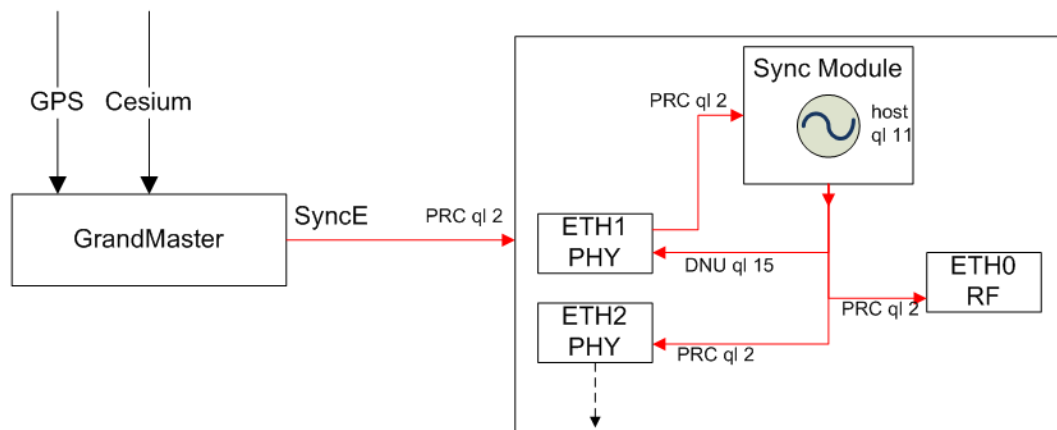 GPS
Cesium
GrandMaster
SyncE
PRC ql 2
Sync Module
host
ql 11
PRC ql 2
ETH1
PHY
DNU ql 15
ETH0
RF
PRC ql 2
ETH2
PHY
PRC ql 2